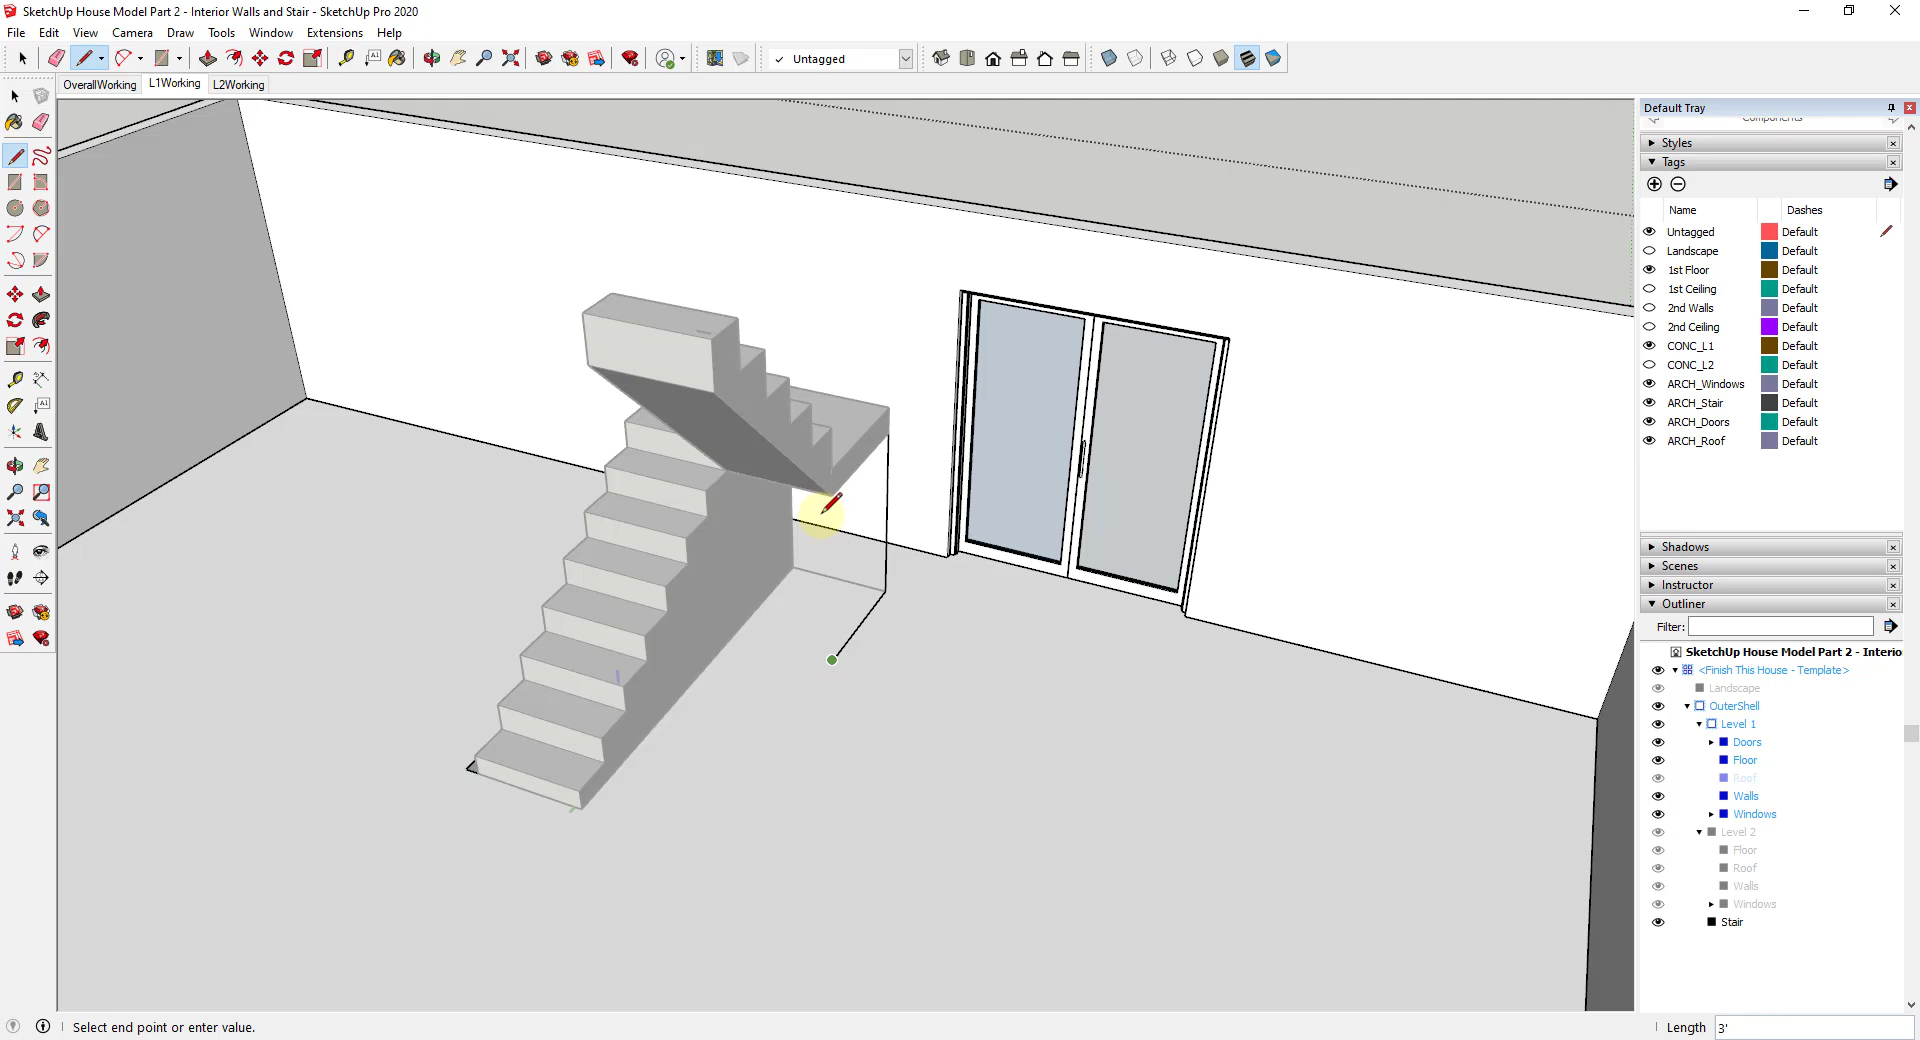 SketchUp House Model Part 2 - Interior Walls and Stair - SketchUp Pro 2020
File Edit View Camera Draw Tools Window Extensions Help
Untagged
OverallWorking L1Working L2Working
Default Tray
Components
Styles
Tags
Name Dashes
Untagged Default
Landscape Default
1st Floor Default
1st Ceiling Default
2nd Walls Default
2nd Ceiling Default
CONC_L1 Default
CONC_L2 Default
ARCH_Windows Default
ARCH_Stair Default
ARCH_Doors Default
ARCH_Roof Default
Shadows
Scenes
Instructor
Outliner
Filter:
SketchUp House Model Part 2 - Interio
<Finish This House - Template>
Landscape
OuterShell
Level 1
Doors
Floor
Roof
Walls
Windows
Level 2
Floor
Roof
Walls
Windows
Stair
Select end point or enter value.
Length 3'